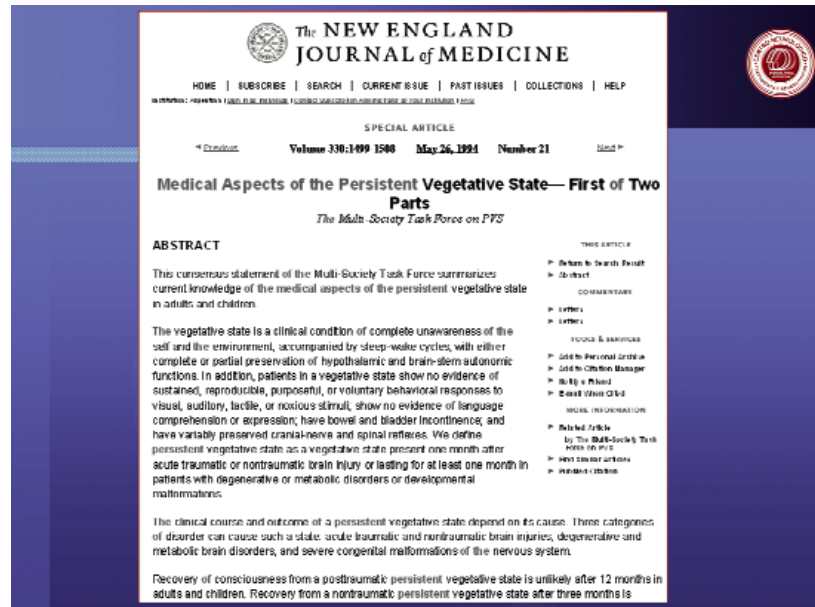 The NEW ENGLAND
JOURNAL of MEDICINE
HOME | SUBSCRIBE | SEARCH | CURRENT ISSUE | PAST ISSUES | COLLECTIONS | HELP
SPECIAL ARTICLE
Previous Volume 330:1499-1508 May 26, 1994 Number 21 Next
Medical Aspects of the Persistent Vegetative State— First of Two
Parts
The Multi-Society Task Force on PVS
ABSTRACT
This consensus statement of the Multi-Society Task Force summarizes
current knowledge of the medical aspects of the persistent vegetative state
in adults and children.
The vegetative state is a clinical condition of complete unawareness of the
self and the environment, accompanied by sleep-wake cycles, with either
complete or partial preservation of hypothalamic and brain-stem autonomic
functions. In addition, patients in a vegetative state show no evidence of
sustained, reproducible, purposeful, or voluntary behavioral responses to
visual, auditory, tactile, or noxious stimuli; show no evidence of language
comprehension or expression; have bowel and bladder incontinence; and
have variably preserved cranial-nerve and spinal reflexes. We define
persistent vegetative state as a vegetative state present one month after
acute traumatic or nontraumatic brain injury or lasting for at least one month in
patients with degenerative or metabolic disorders or developmental
malformations.
THIS ARTICLE
Return to Search Result
Abstract
COMMENTARY
Letters
Letters
TOOLS & SERVICES
Add to Personal Archive
Add to Citation Manager
Notify a Friend
E-mail When Cited
MORE INFORMATION
Related Article
by The Multi-Society Task
Force on PVS
Find Similar Articles
PubMed Citation
The clinical course and outcome of a persistent vegetative state depend on its cause. Three categories
of disorder can cause such a state: acute traumatic and nontraumatic brain injuries, degenerative and
metabolic brain disorders, and severe congenital malformations of the nervous system.
Recovery of consciousness from a posttraumatic persistent vegetative state is unlikely after 12 months in
adults and children. Recovery from a nontraumatic persistent vegetative state after three months is